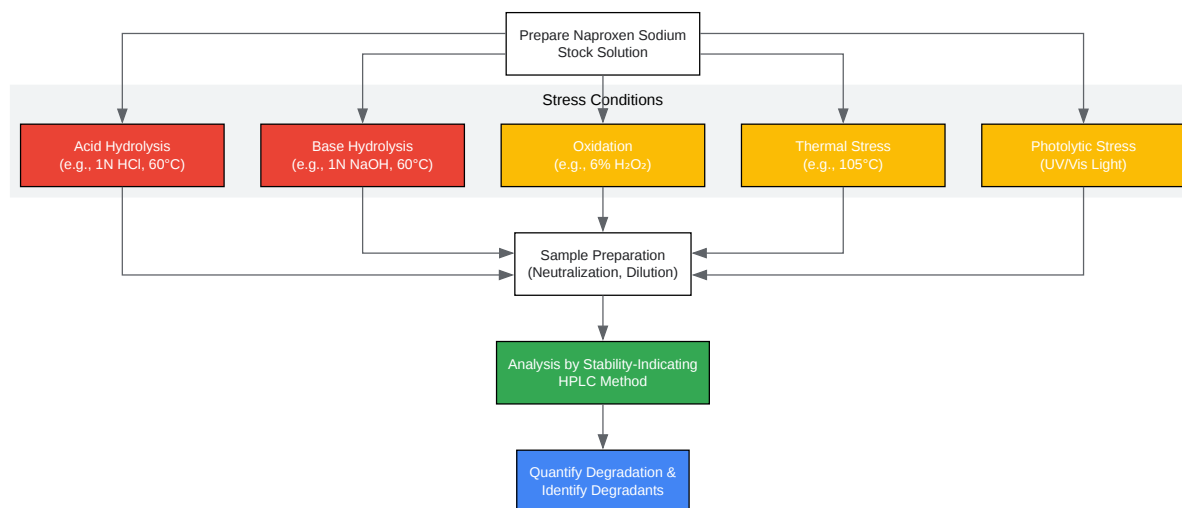 Prepare Naproxen Sodium
Stock Solution
Stress Conditions
Acid Hydrolysis
(e.g., 1N HCl, 60°C)
Base Hydrolysis
(e.g., 1N NaOH, 60°C)
Oxidation
(e.g., 6% H₂O₂)
Thermal Stress
(e.g., 105°C)
Photolytic Stress
(UV/Vis Light)
Sample Preparation
(Neutralization, Dilution)
Analysis by Stability-Indicating
HPLC Method
Quantify Degradation &
Identify Degradants